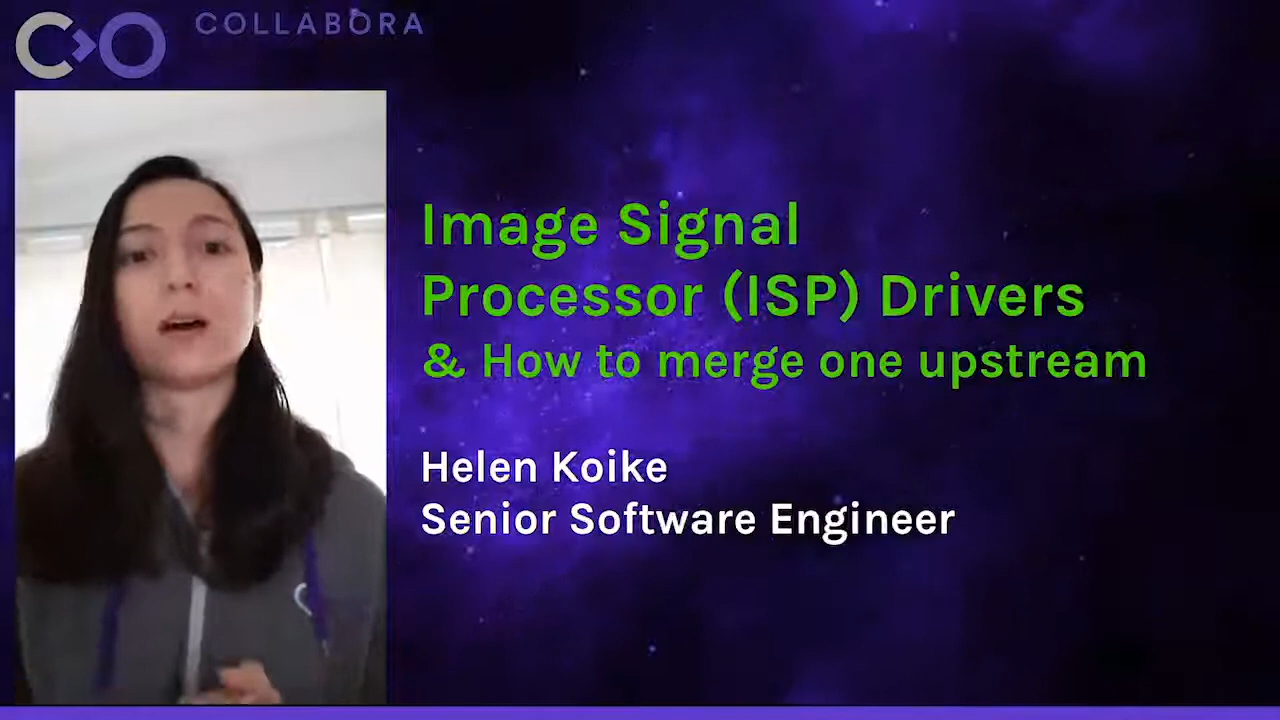 COLLABORA
Image Signal
Processor (ISP) Drivers
& How to merge one upstream
Helen Koike
Senior Software Engineer